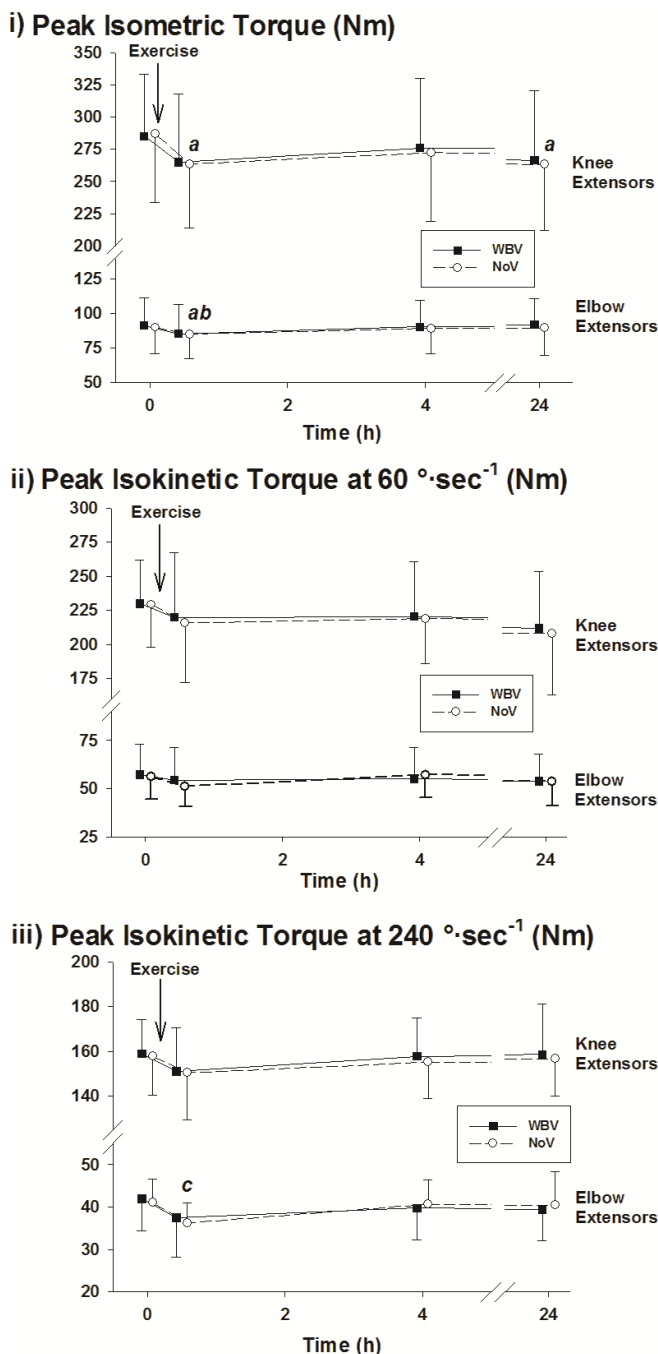 i) Peak Isometric Torque (Nm)
Exercise
350
325
300
275
250
225
200
a
a
Knee
Extensors
WBV
NoV
125
100
75
50
ab
Elbow
Extensors
0
2
4
24
Time (h)
ii) Peak Isokinetic Torque at 60 °·sec⁻¹ (Nm)
Exercise
300
275
250
225
200
175
Knee
Extensors
WBV
NoV
75
50
25
Elbow
Extensors
0
2
4
24
Time (h)
iii) Peak Isokinetic Torque at 240 °·sec⁻¹ (Nm)
Exercise
200
180
160
140
Knee
Extensors
WBV
NoV
50
40
30
20
c
Elbow
Extensors
0
2
4
24
Time (h)